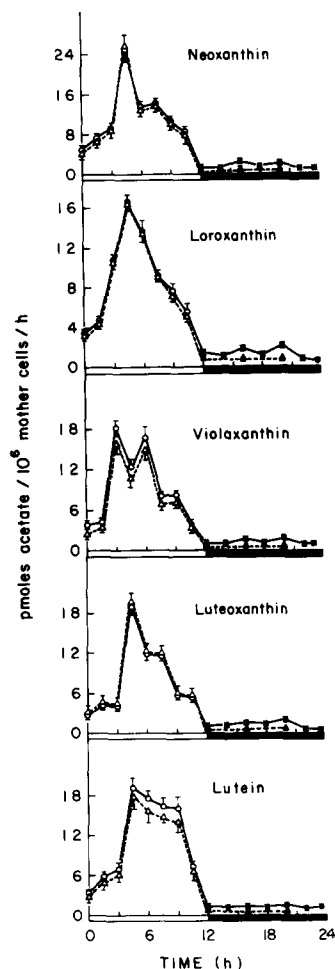 pmoles acetate / 10⁶ mother cells / h
Neoxanthin
24
16
8
0
Loroxanthin
16
12
8
4
0
Violaxanthin
18
12
6
0
Luteoxanthin
18
12
6
0
Lutein
18
12
6
0
0 6 12 18 24
TIME (h)